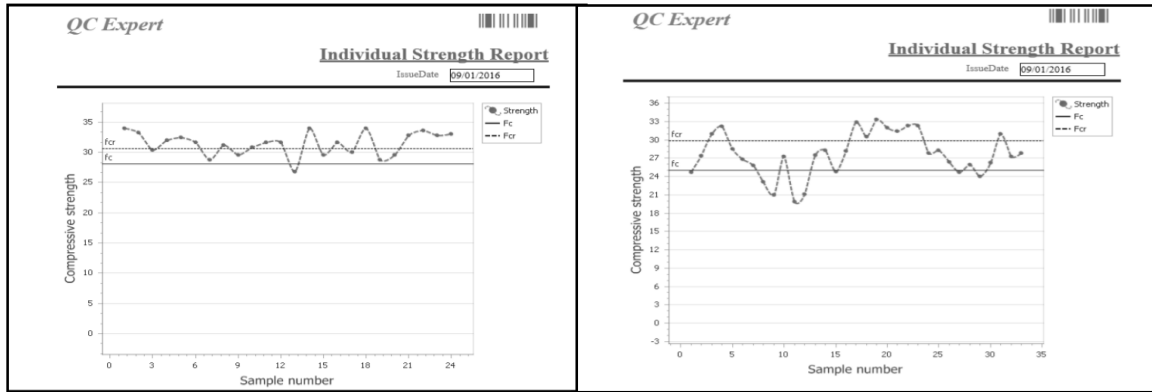 QC Expert
Individual Strength Report
IssueDate 09/01/2016
Strength
Fc
Fcr
35
30
25
20
15
10
5
0
fcr
fc
Compressive strength
0 3 6 9 12 15 18 21 24
Sample number
QC Expert
Individual Strength Report
IssueDate 09/01/2016
Strength
Fc
Fcr
36
33
30
27
24
21
18
15
12
9
6
3
0
-3
fcr
fc
Compressive strength
0 5 10 15 20 25 30 35
Sample number